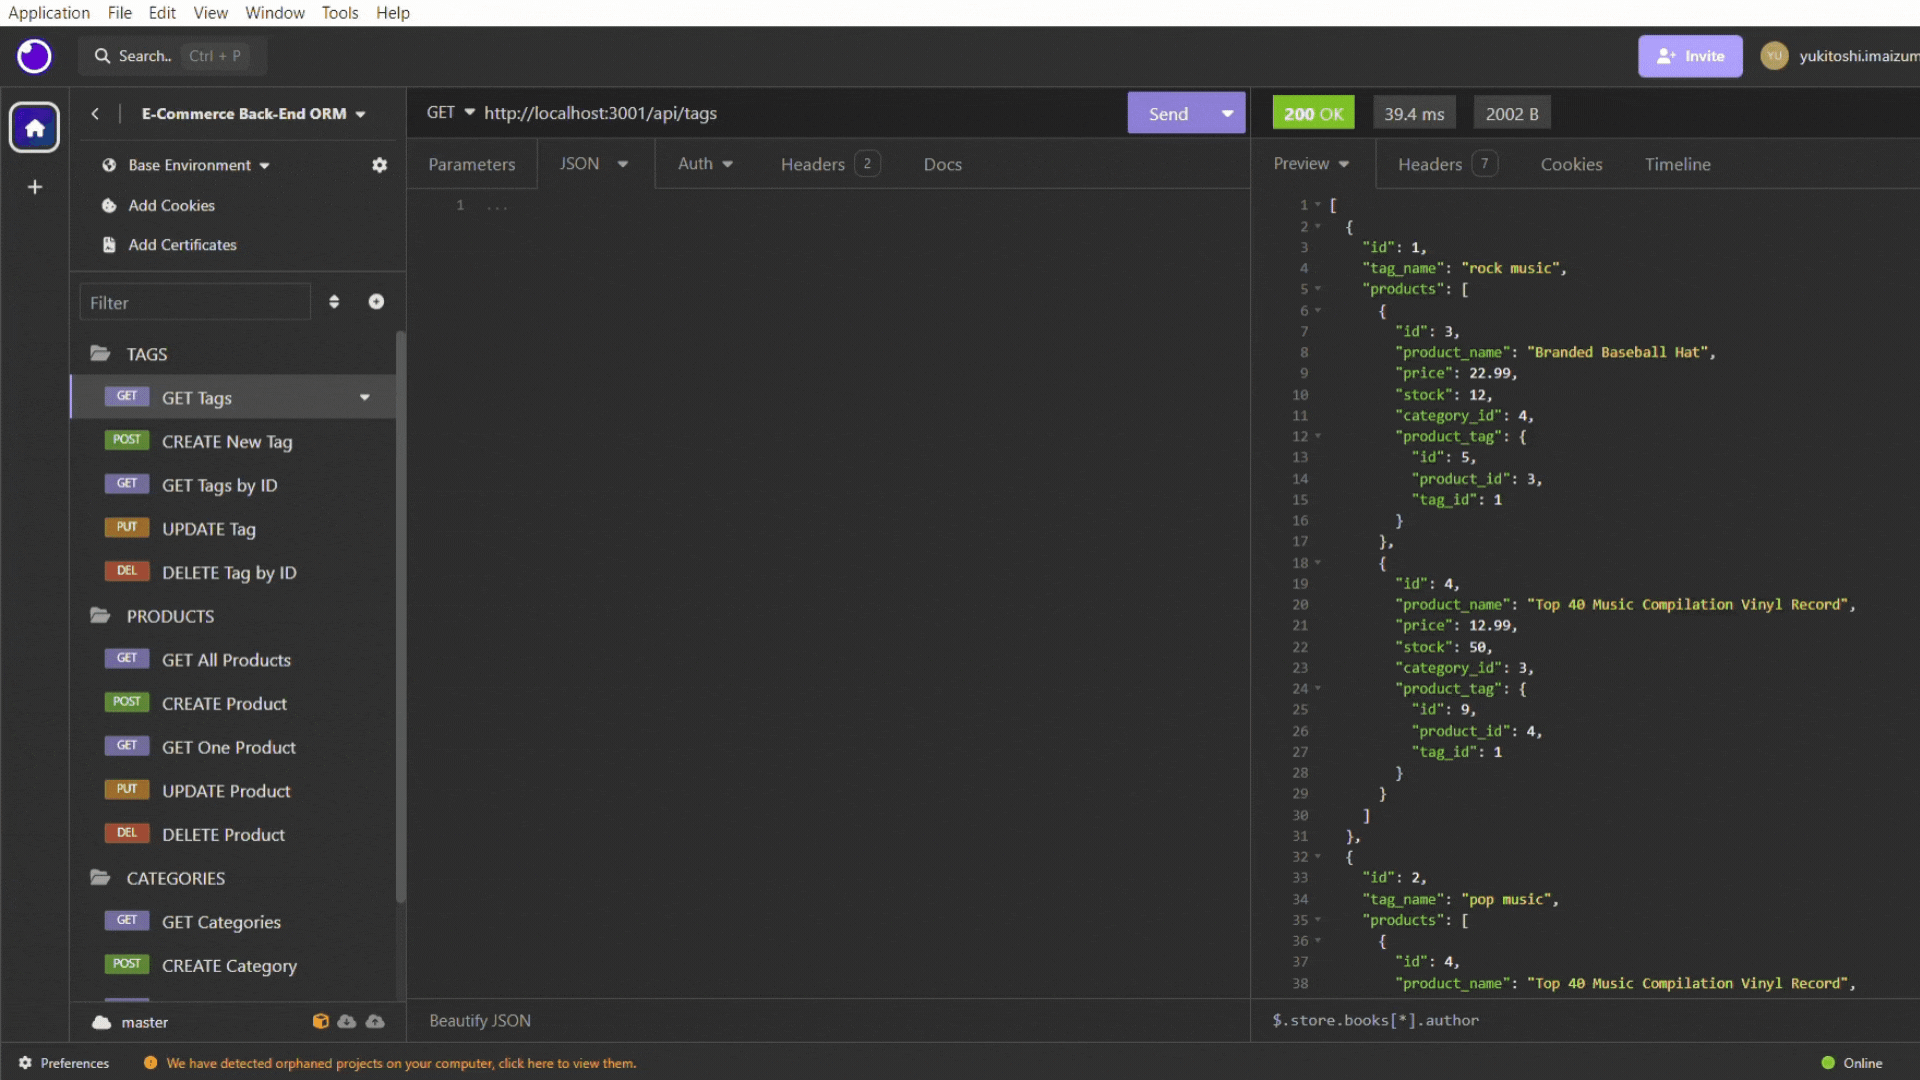 Application File Edit View Window Tools Help
Search.. Ctrl + P
Invite
YU yukitoshi.imaizum
E-Commerce Back-End ORM
Base Environment
Add Cookies
Add Certificates
Filter
TAGS
GET GET Tags
POST CREATE New Tag
GET GET Tags by ID
PUT UPDATE Tag
DEL DELETE Tag by ID
PRODUCTS
GET GET All Products
POST CREATE Product
GET GET One Product
PUT UPDATE Product
DEL DELETE Product
CATEGORIES
GET GET Categories
POST CREATE Category
master
GET http://localhost:3001/api/tags
Send
Parameters JSON Auth Headers 2 Docs
1 ...
Beautify JSON
200 OK 39.4 ms 2002 B
Preview Headers 7 Cookies Timeline
1 [
2 {
3 "id": 1,
4 "tag_name": "rock music",
5 "products": [
6 {
7 "id": 3,
8 "product_name": "Branded Baseball Hat",
9 "price": 22.99,
10 "stock": 12,
11 "category_id": 4,
12 "product_tag": {
13 "id": 5,
14 "product_id": 3,
15 "tag_id": 1
16 }
17 },
18 {
19 "id": 4,
20 "product_name": "Top 40 Music Compilation Vinyl Record",
21 "price": 12.99,
22 "stock": 50,
23 "category_id": 3,
24 "product_tag": {
25 "id": 9,
26 "product_id": 4,
27 "tag_id": 1
28 }
29 }
30 ]
31 },
32 {
33 "id": 2,
34 "tag_name": "pop music",
35 "products": [
36 {
37 "id": 4,
38 "product_name": "Top 40 Music Compilation Vinyl Record",
$.store.books[*].author
Preferences
We have detected orphaned projects on your computer, click here to view them.
Online